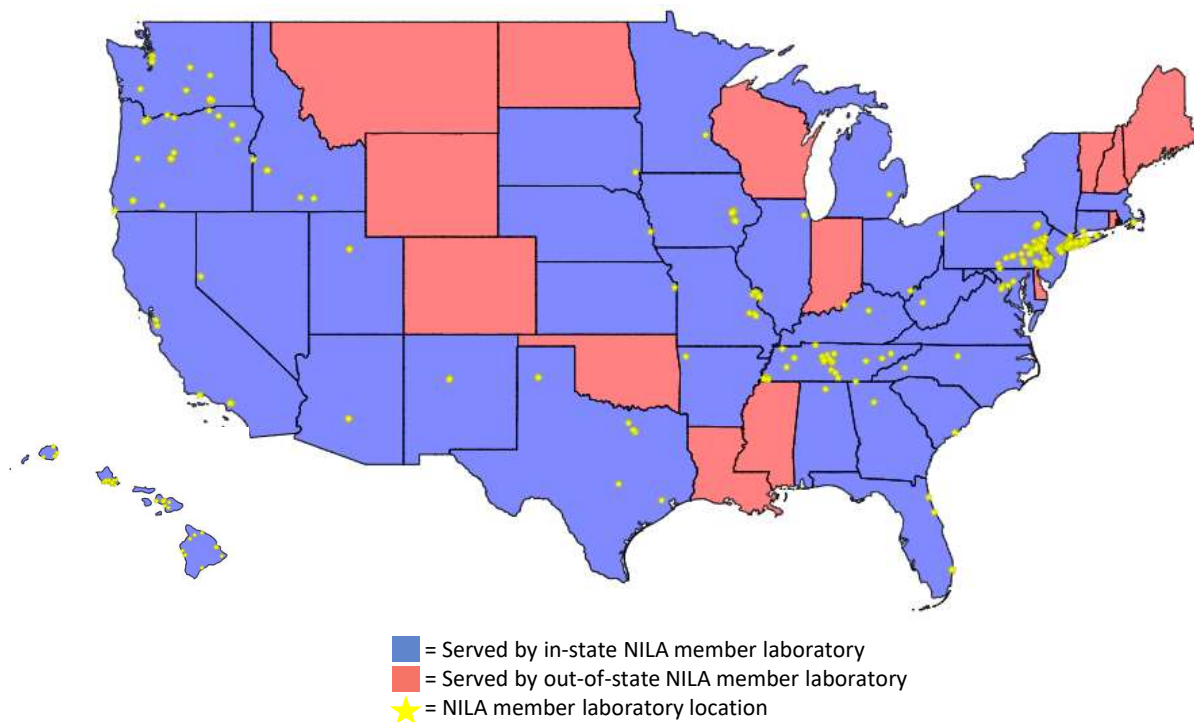 = Served by in-state NILA member laboratory
= Served by out-of-state NILA member laboratory
= NILA member laboratory location